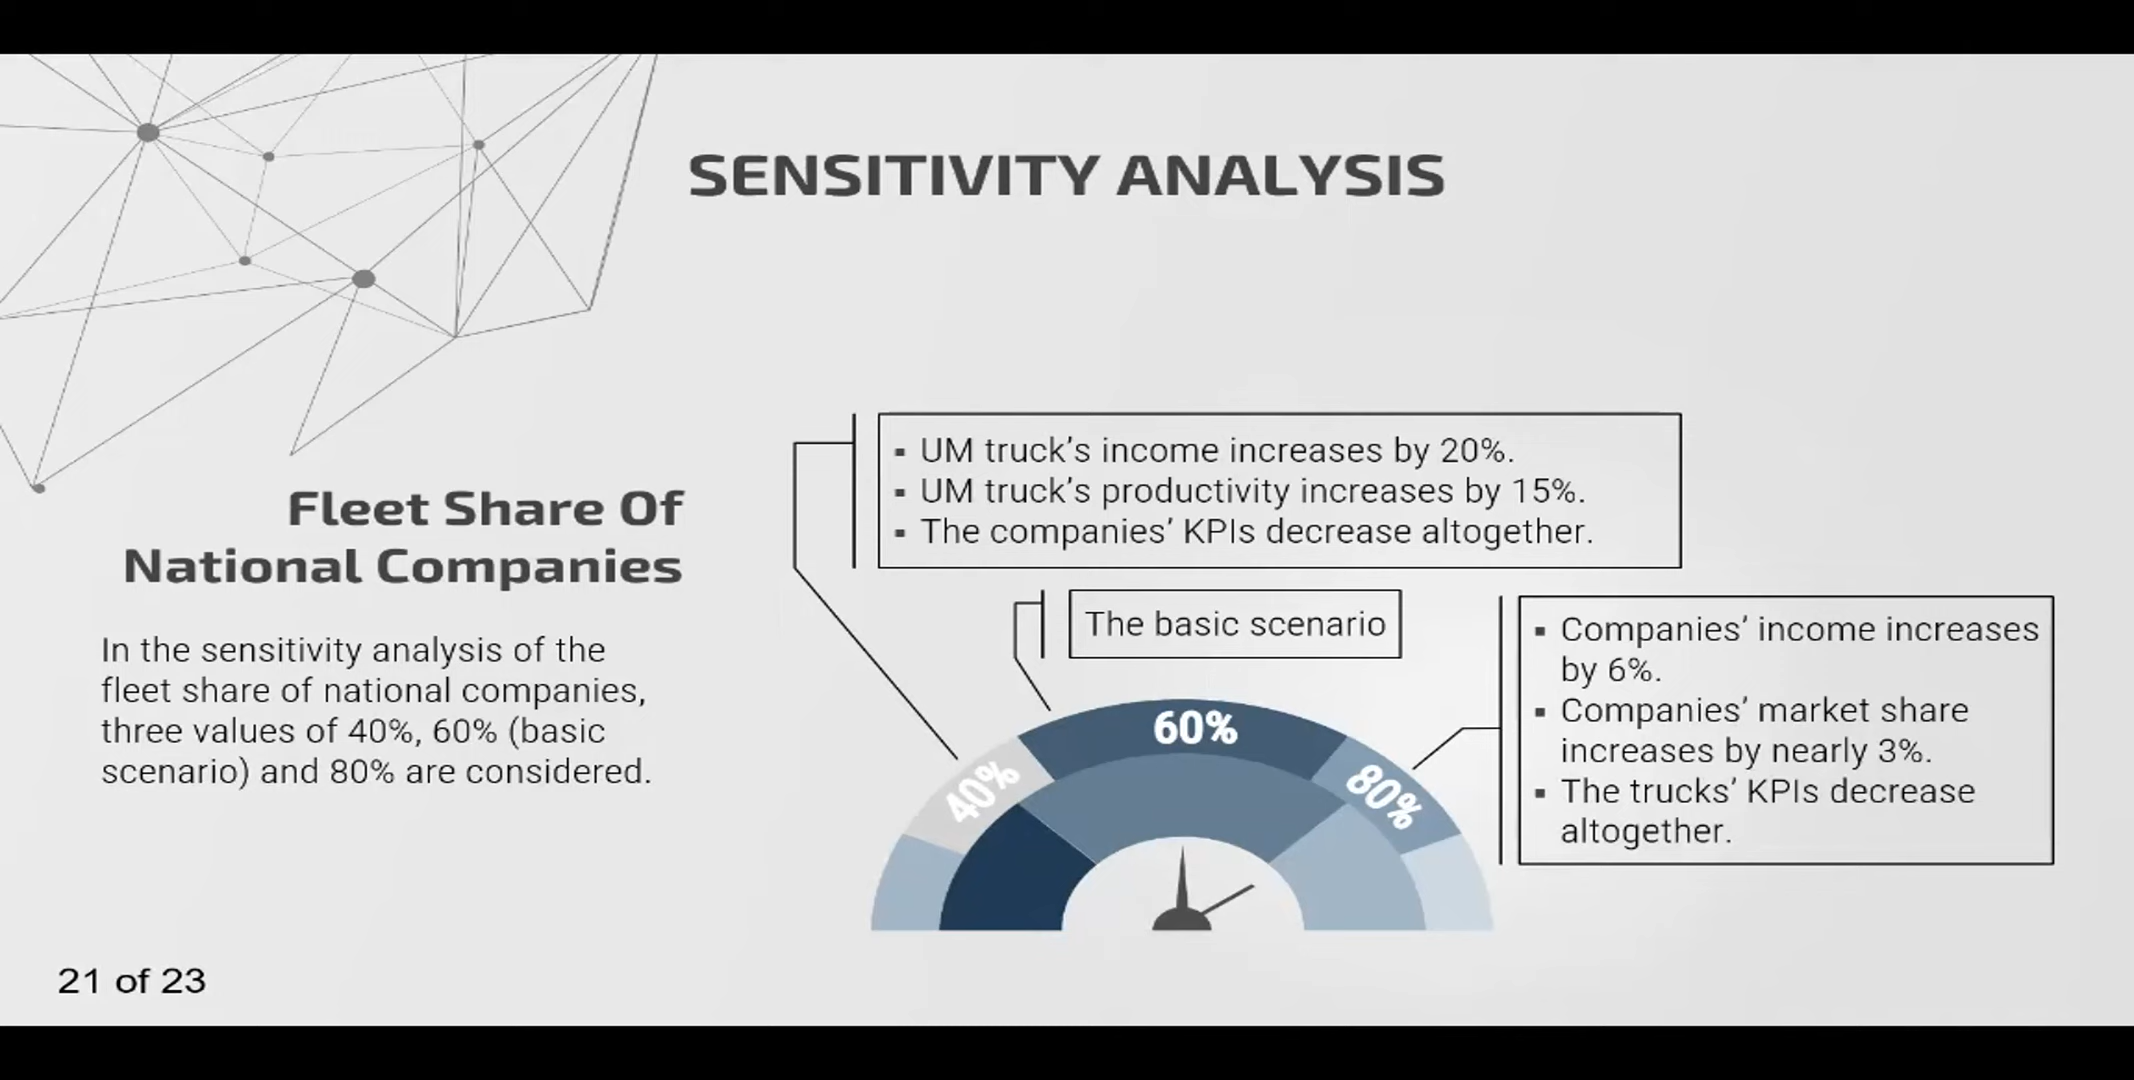 SENSITIVITY ANALYSIS
Fleet Share Of
National Companies
In the sensitivity analysis of the
fleet share of national companies,
three values of 40%, 60% (basic
scenario) and 80% are considered.
▪ UM truck’s income increases by 20%.
▪ UM truck’s productivity increases by 15%.
▪ The companies’ KPIs decrease altogether.
The basic scenario
▪ Companies’ income increases
by 6%.
▪ Companies’ market share
increases by nearly 3%.
▪ The trucks’ KPIs decrease
altogether.
40%
60%
80%
21 of 23